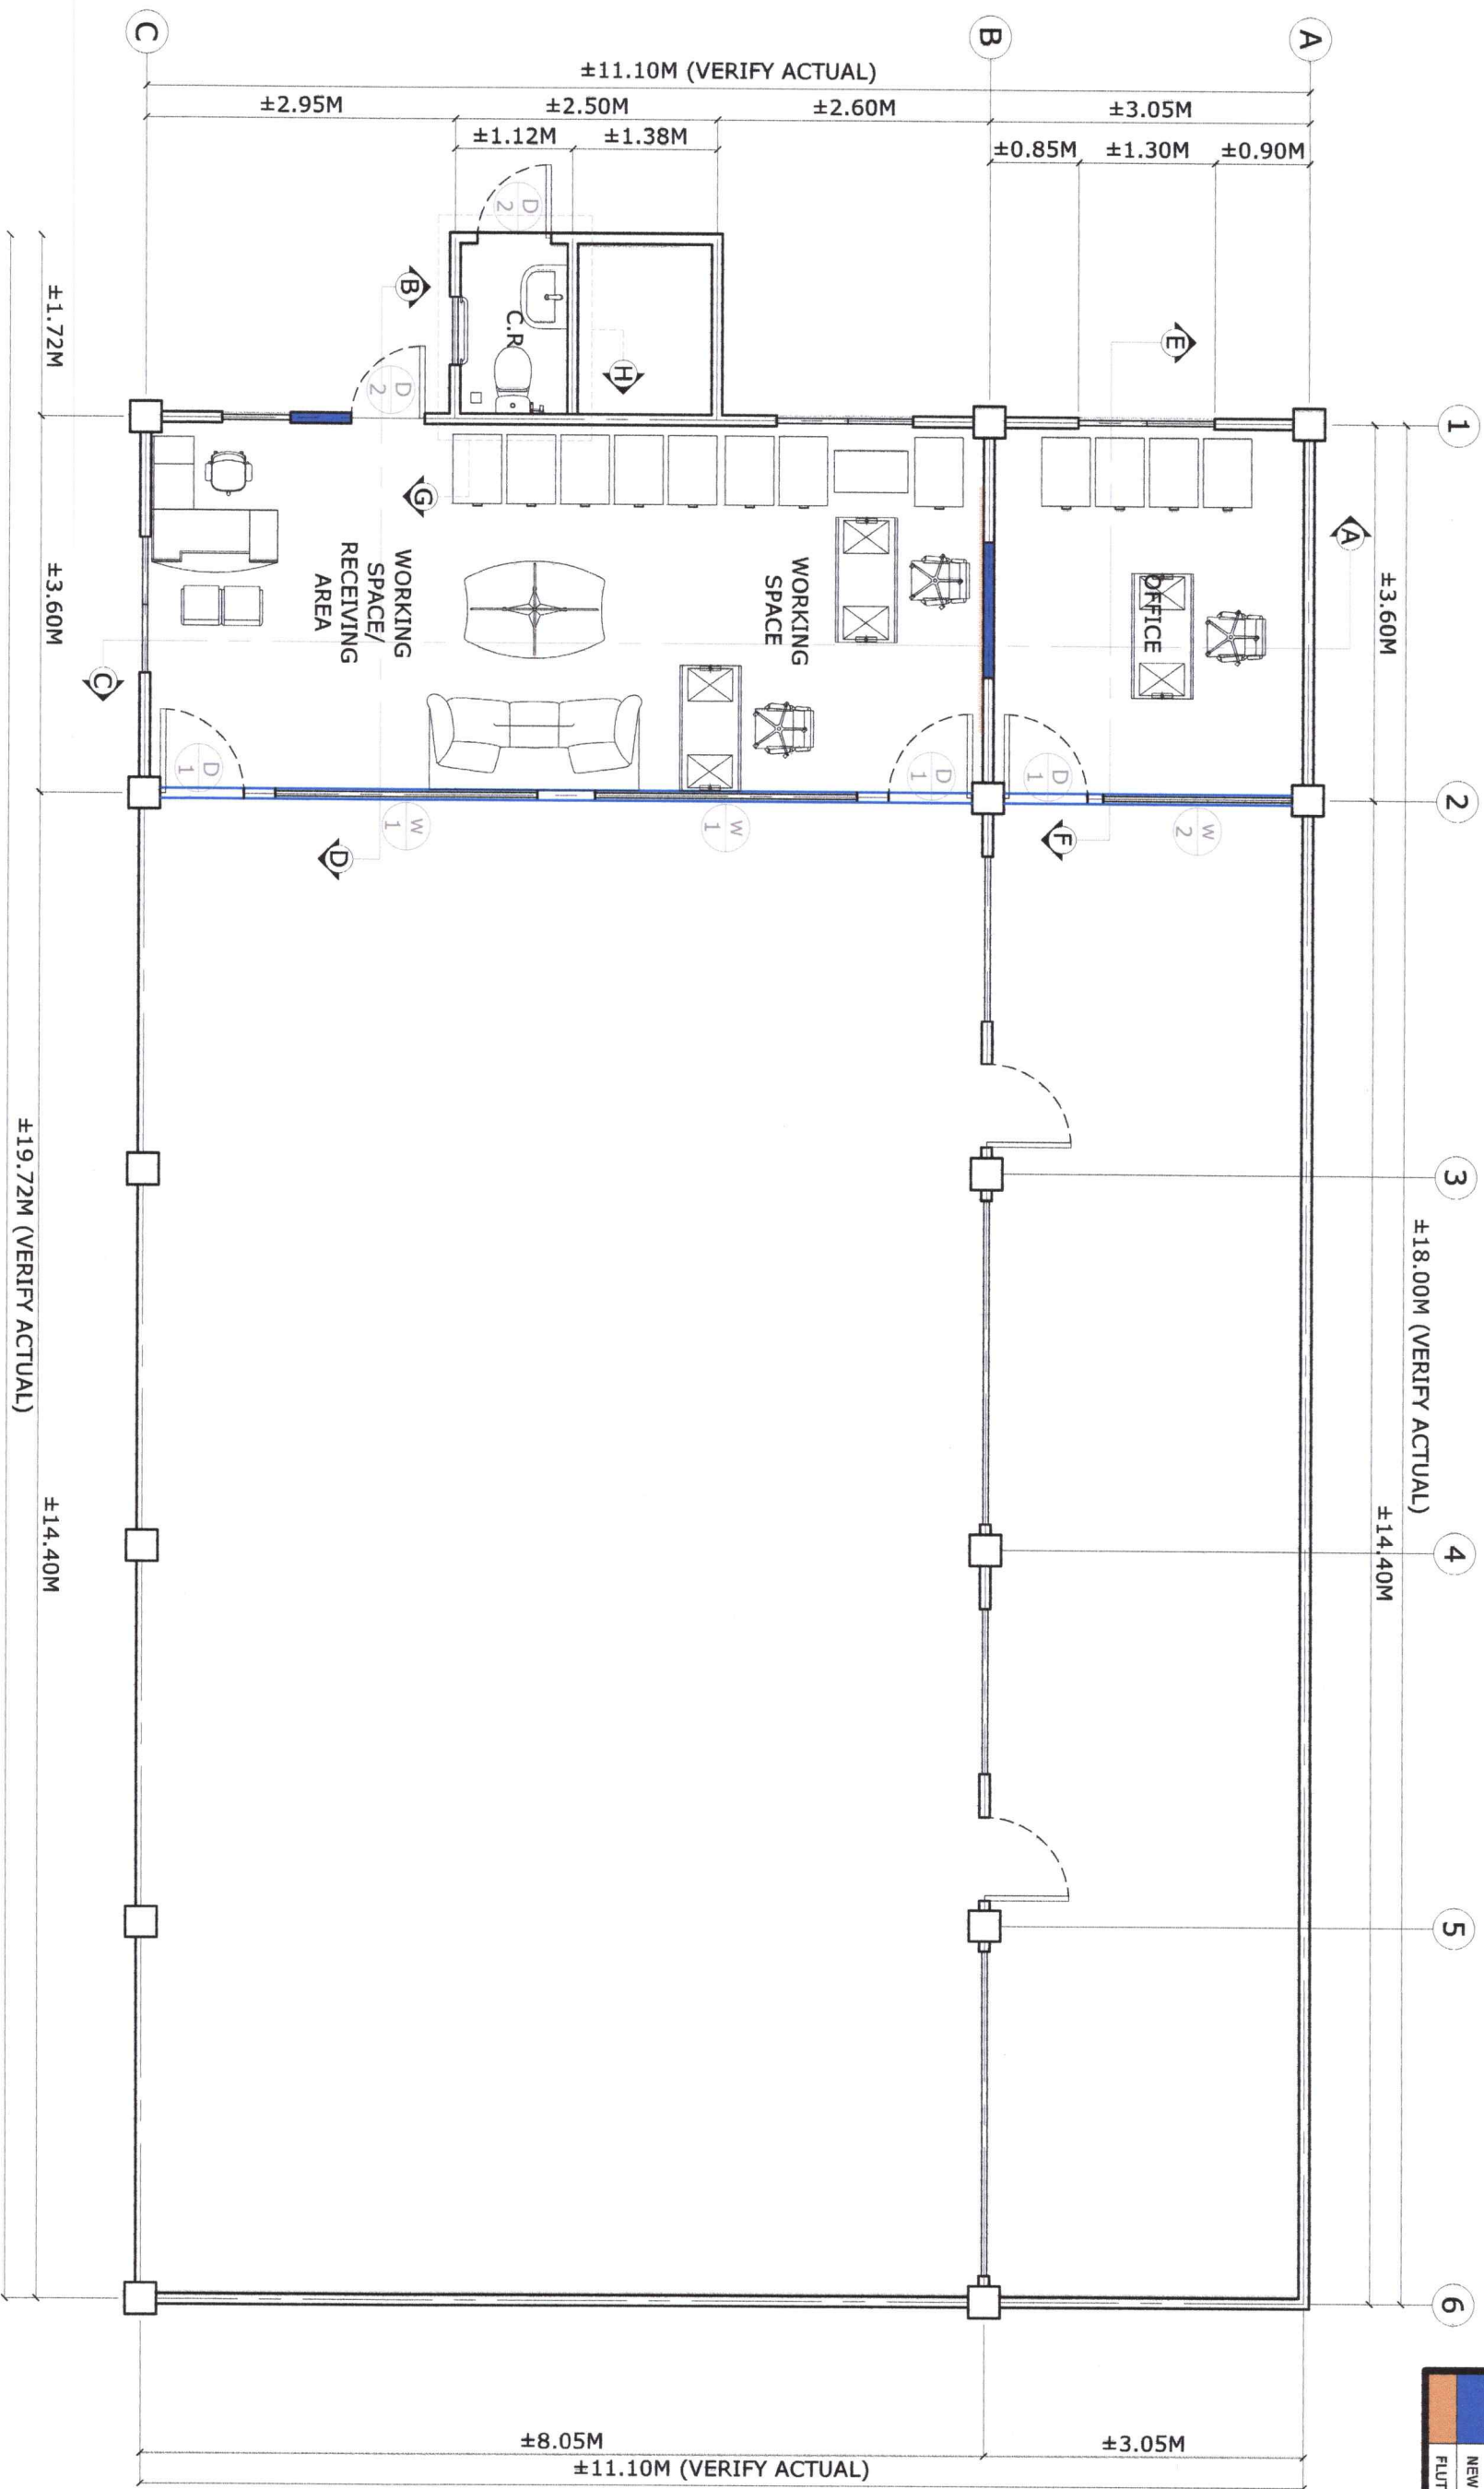 C
B
A
±11.10M (VERIFY ACTUAL)
±2.95M
±2.50M
±2.60M
±3.05M
±1.12M
±1.38M
±0.85M
±1.30M
±0.90M
D
2
B
E
±1.72M
C.R
H
D
2
1
G
A
±3.60M
WORKING
SPACE/
RECEIVING
AREA
WORKING
SPACE
OFFICE
±3.60M
C
D
1
D
1
D
1
2
W
1
W
1
W
2
D
F
3
±18.00M (VERIFY ACTUAL)
±19.72M (VERIFY ACTUAL)
±14.40M
±14.40M
4
5
6
±8.05M
±3.05M
±11.10M (VERIFY ACTUAL)
NEW
FLUT